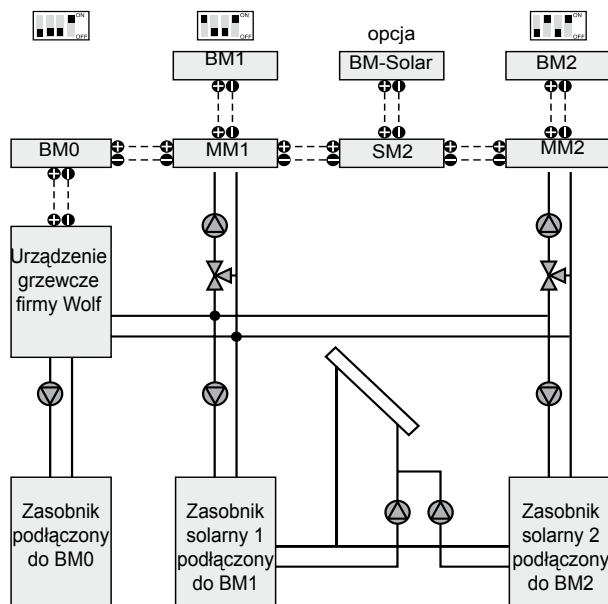 ON
OFF
ON
OFF
ON
OFF
opcja
BM1
BM-Solar
BM2
BM0
MM1
SM2
MM2
Urządzenie
grzewcze
firmy Wolf
Zasobnik
podłączony
do BM0
Zasobnik
solarny 1
podłączony
do BM1
Zasobnik
solarny 2
podłączony
do BM2